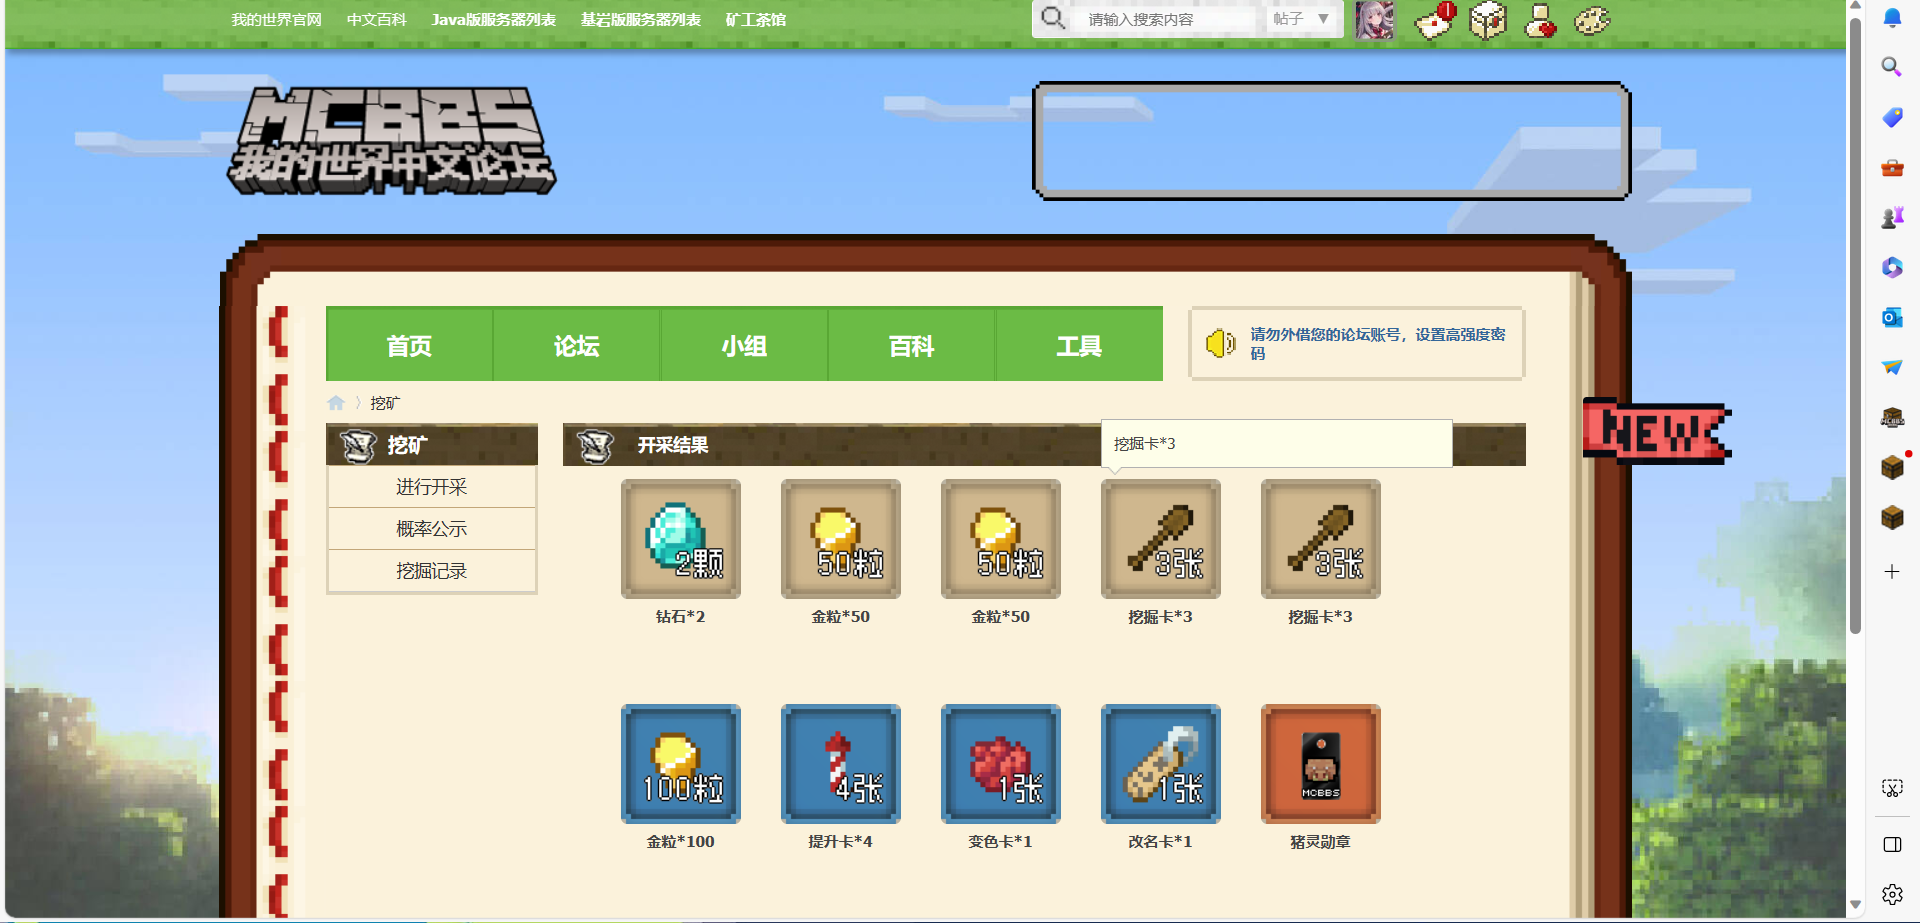 我的世界官网 中文百科 Java版服务器列表 基岩版服务器列表 矿工茶馆 请输入搜索内容 帖子 ▼
MCBBS
我的世界中文论坛
首页 论坛 小组 百科 工具
请勿外借您的论坛账号，设置高强度密
码
挖矿
NEW
挖矿
进行开采
概率公示
挖掘记录
开采结果
挖掘卡*3
2颗 50粒 50粒 3张 3张
钻石*2 金粒*50 金粒*50 挖掘卡*3 挖掘卡*3
100粒 4张 1张 1张 MCBBS
金粒*100 提升卡*4 变色卡*1 改名卡*1 猪灵勋章